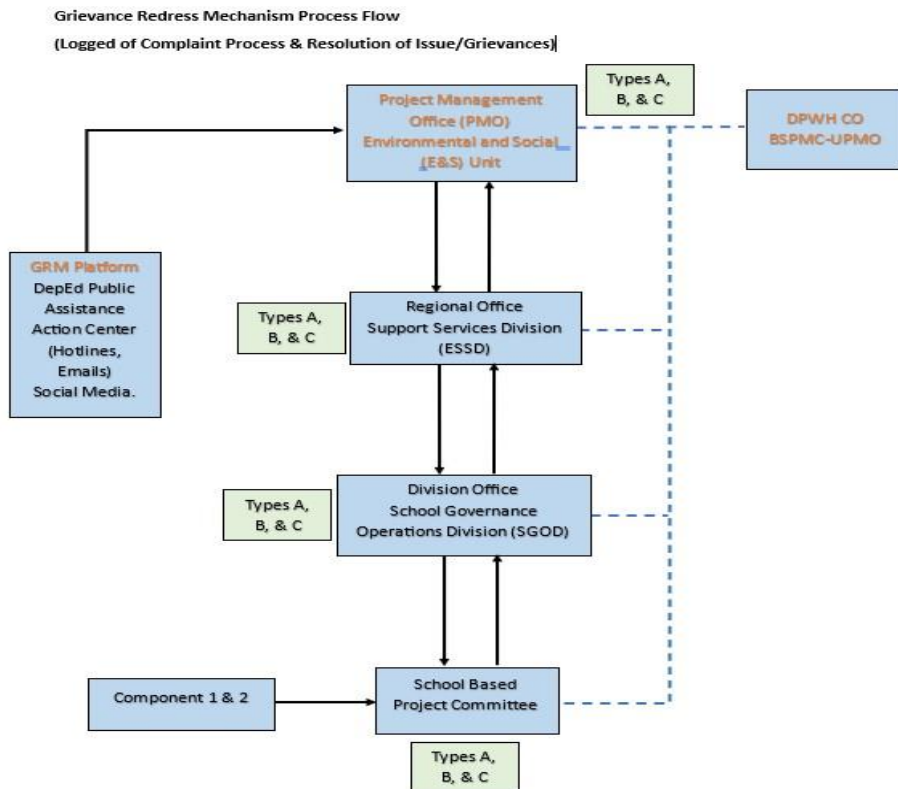 Grievance Redress Mechanism Process Flow
(Logged of Complaint Process & Resolution of Issue/Grievances)
Types A,
B, & C
Project Management
Office (PMO)
Environmental and Social
(E&S) Unit
DPWH CO
BSPMC-UPMO
GRM Platform
DepEd Public
Assistance
Action Center
(Hotlines,
Emails)
Social Media.
Types A,
B, & C
Regional Office
Support Services Division
(ESSD)
Types A,
B, & C
Division Office
School Governance
Operations Division (SGOD)
Component 1 & 2
School Based
Project Committee
Types A,
B, & C